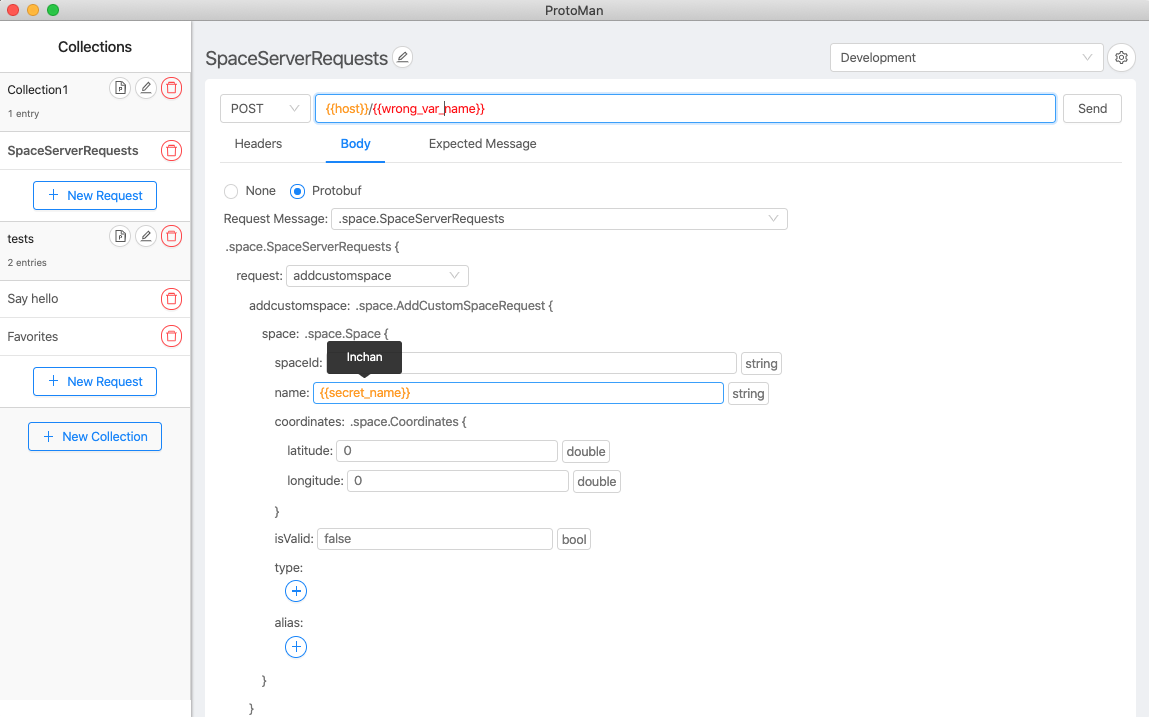 ProtoMan
Collections
Collection1
1 entry
SpaceServerRequests
+ New Request
tests
2 entries
Say hello
Favorites
+ New Request
+ New Collection
SpaceServerRequests
Development
POST
{{host}}/{{wrong_var_name}}
Send
Headers Body Expected Message
None Protobuf
Request Message: .space.SpaceServerRequests
.space.SpaceServerRequests {
request: addcustomspace
addcustomspace: .space.AddCustomSpaceRequest {
space: .space.Space {
Inchan
spaceId: string
name: {{secret_name}} string
coordinates: .space.Coordinates {
latitude: 0 double
longitude: 0 double
}
isValid: false bool
type:
+
alias:
+
}
}